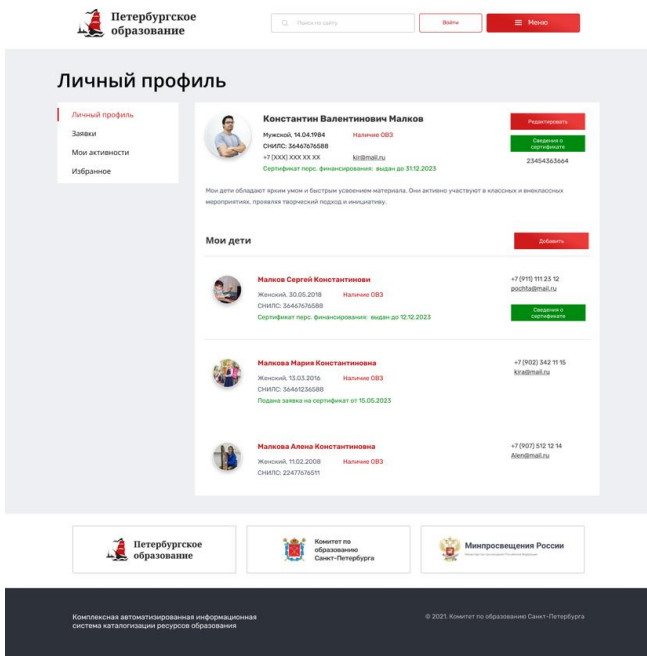 Петербургское
образование
Поиск по сайту
Войти
Меню
Личный профиль
Личный профиль
Заявки
Мои активности
Избранное
Константин Валентинович Малков
Мужской, 14.04.1984 Наличие ОВЗ
СНИЛС: 36467676588
+7 (XXX) XXX XX XX kir@mail.ru
Сертификат перс. финансирования: выдан до 31.12.2023
Редактировать
Сведения о
сертификате
23454363664
Мои дети обладают ярким умом и быстрым усвоением материала. Они активно участвуют в классных и внеклассных
мероприятиях, проявляя творческий подход и инициативу.
Мои дети
Добавить
Малков Сергей Константинови
Женский, 30.05.2018 Наличие ОВЗ
СНИЛС: 36467676588
Сертификат перс. финансирования: выдан до 12.12.2023
+7 (911) 111 23 12
pochta@mail.ru
Сведения о
сертификате
Малкова Мария Константиновна
Женский, 13.03.2016 Наличие ОВЗ
СНИЛС: 36461236588
Подана заявка на сертификат от 15.05.2023
+7 (902) 342 11 15
kira@mail.ru
Малкова Алена Константиновна
Женский, 11.02.2008 Наличие ОВЗ
СНИЛС: 22477676511
+7 (907) 512 12 14
Alen@mail.ru
Петербургское
образование
Комитет по
образованию
Санкт-Петербурга
Минпросвещения России
Комплексная автоматизированная информационная
система каталогизации ресурсов образования
© 2021. Комитет по образованию Санкт-Петербурга